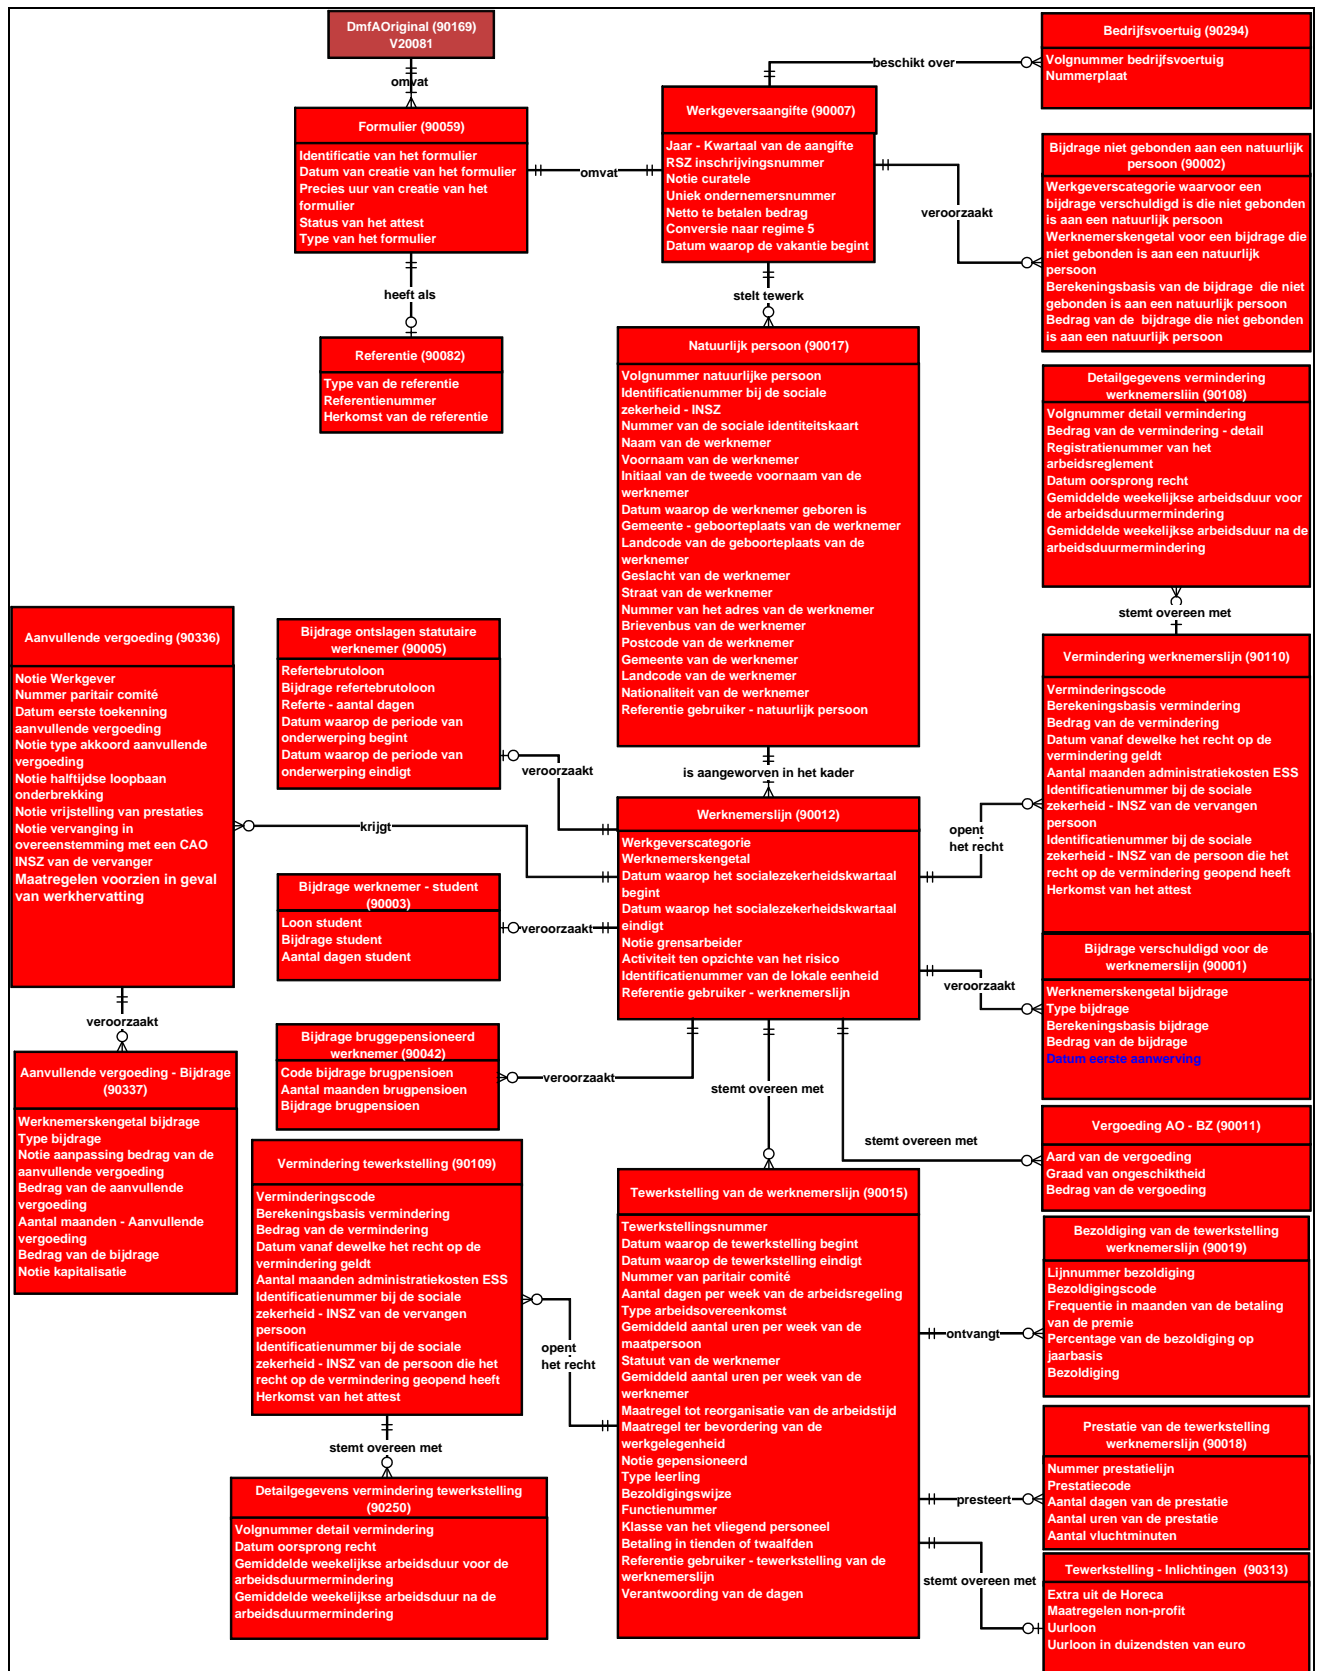 DmfAOriginal (90169)
V20081
omvat
Formulier (90059)
Identificatie van het formulier
Datum van creatie van het formulier
Precies uur van creatie van het
formulier
Status van het attest
Type van het formulier
omvat
heeft als
Referentie (90082)
Type van de referentie
Referentienummer
Herkomst van de referentie
Werkgeversaangifte (90007)
Jaar - Kwartaal van de aangifte
RSZ inschrijvingsnummer
Notie curatele
Uniek ondernemersnummer
Netto te betalen bedrag
Conversie naar regime 5
Datum waarop de vakantie begint
beschikt over
Bedrijfsvoertuig (90294)
Volgnummer bedrijfsvoertuig
Nummerplaat
veroorzaakt
Bijdrage niet gebonden aan een natuurlijk
persoon (90002)
Werkgeverscategorie waarvoor een
bijdrage verschuldigd is die niet gebonden
is aan een natuurlijk persoon
Werknemerskengetal voor een bijdrage die
niet gebonden is aan een natuurlijk
persoon
Berekeningsbasis van de bijdrage die niet
gebonden is aan een natuurlijk persoon
Bedrag van de bijdrage die niet gebonden
is aan een natuurlijk persoon
stelt tewerk
Natuurlijk persoon (90017)
Volgnummer natuurlijke persoon
Identificatienummer bij de sociale
zekerheid - INSZ
Nummer van de sociale identiteitskaart
Naam van de werknemer
Voornaam van de werknemer
Initiaal van de tweede voornaam van de
werknemer
Datum waarop de werknemer geboren is
Gemeente - geboorteplaats van de werknemer
Landcode van de geboorteplaats van de
werknemer
Geslacht van de werknemer
Straat van de werknemer
Nummer van het adres van de werknemer
Brievenbus van de werknemer
Postcode van de werknemer
Gemeente van de werknemer
Landcode van de werknemer
Nationaliteit van de werknemer
Referentie gebruiker - natuurlijk persoon
Detailgegevens vermindering
werknemerslijn (90108)
Volgnummer detail vermindering
Bedrag van de vermindering - detail
Registratienummer van het
arbeidsreglement
Datum oorsprong recht
Gemiddelde weekelijkse arbeidsduur voor
de arbeidsduurmermindering
Gemiddelde weekelijkse arbeidsduur na de
arbeidsduurmermindering
stemt overeen met
Vermindering werknemerslijn (90110)
Verminderingscode
Berekeningsbasis vermindering
Bedrag van de vermindering
Datum vanaf dewelke het recht op de
vermindering geldt
Aantal maanden administratiekosten ESS
Identificatienummer bij de sociale
zekerheid - INSZ van de vervangen
persoon
Identificatienummer bij de sociale
zekerheid - INSZ van de persoon die het
recht op de vermindering geopend heeft
Herkomst van het attest
Aanvullende vergoeding (90336)
Notie Werkgever
Nummer paritair comité
Datum eerste toekenning
aanvullende vergoeding
Notie type akkoord aanvullende
vergoeding
Notie halftijdse loopbaan
onderbrekking
Notie vrijstelling van prestaties
Notie vervanging in
overeenstemming met een CAO
INSZ van de vervanger
Maatregelen voorzien in geval
van werkhervatting
Bijdrage ontslagen statutaire
werknemer (90005)
Refertebrutoloon
Bijdrage refertebrutoloon
Referte - aantal dagen
Datum waarop de periode van
onderwerping begint
Datum waarop de periode van
onderwerping eindigt
veroorzaakt
is aangeworven in het kader
krijgt
Werknemerslijn (90012)
Werkgeverscategorie
Werknemerskengetal
Datum waarop het socialezekerheidskwartaal
begint
Datum waarop het socialezekerheidskwartaal
eindigt
Notie grensarbeider
Activiteit ten opzichte van het risico
Identificatienummer van de lokale eenheid
Referentie gebruiker - werknemerslijn
opent
het recht
Bijdrage werknemer - student
(90003)
Loon student
Bijdrage student
Aantal dagen student
veroorzaakt
veroorzaakt
Bijdrage verschuldigd voor de
werknemerslijn (90001)
Werknemerskengetal bijdrage
Type bijdrage
Berekeningsbasis bijdrage
Bedrag van de bijdrage
Datum eerste aanwerving
veroorzaakt
Aanvullende vergoeding - Bijdrage
(90337)
Werknemerskengetal bijdrage
Type bijdrage
Notie aanpassing bedrag van de
aanvullende vergoeding
Bedrag van de aanvullende
vergoeding
Aantal maanden - Aanvullende
vergoeding
Bedrag van de bijdrage
Notie kapitalisatie
Bijdrage bruggepensioneerd
werknemer (90042)
Code bijdrage brugpensioen
Aantal maanden brugpensioen
Bijdrage brugpensioen
veroorzaakt
stemt overeen met
stemt overeen met
Vergoeding AO - BZ (90011)
Aard van de vergoeding
Graad van ongeschiktheid
Bedrag van de vergoeding
Vermindering tewerkstelling (90109)
Verminderingscode
Berekeningsbasis vermindering
Bedrag van de vermindering
Datum vanaf dewelke het recht op de
vermindering geldt
Aantal maanden administratiekosten ESS
Identificatienummer bij de sociale
zekerheid - INSZ van de vervangen
persoon
Identificatienummer bij de sociale
zekerheid - INSZ van de persoon die het
recht op de vermindering geopend heeft
Herkomst van het attest
opent
het recht
stemt overeen met
Detailgegevens vermindering tewerkstelling
(90250)
Volgnummer detail vermindering
Datum oorsprong recht
Gemiddelde weekelijkse arbeidsduur voor de
arbeidsduurmermindering
Gemiddelde weekelijkse arbeidsduur na de
arbeidsduurmermindering
Tewerkstelling van de werknemerslijn (90015)
Tewerkstellingsnummer
Datum waarop de tewerkstelling begint
Datum waarop de tewerkstelling eindigt
Nummer van paritair comité
Aantal dagen per week van de arbeidsregeling
Type arbeidsovereenkomst
Gemiddeld aantal uren per week van de
maatpersoon
Statuut van de werknemer
Gemiddeld aantal uren per week van de
werknemer
Maatregel tot reorganisatie van de arbeidstijd
Maatregel ter bevordering van de
werkgelegenheid
Notie gepensioneerd
Type leerling
Bezoldigingswijze
Functienummer
Klasse van het vliegend personeel
Betaling in tienden of twaalfden
Referentie gebruiker - tewerkstelling van de
werknemerslijn
Verantwoording van de dagen
ontvangt
Bezoldiging van de tewerkstelling
werknemerslijn (90019)
Lijnnummer bezoldiging
Bezoldigingscode
Frequentie in maanden van de betaling
van de premie
Percentage van de bezoldiging op
jaarbasis
Bezoldiging
presteert
Prestatie van de tewerkstelling
werknemerslijn (90018)
Nummer prestatielijn
Prestatiecode
Aantal dagen van de prestatie
Aantal uren van de prestatie
Aantal vluchtminuten
stemt overeen met
Tewerkstelling - Inlichtingen (90313)
Extra uit de Horeca
Maatregelen non-profit
Uurloon
Uurloon in duizendsten van euro